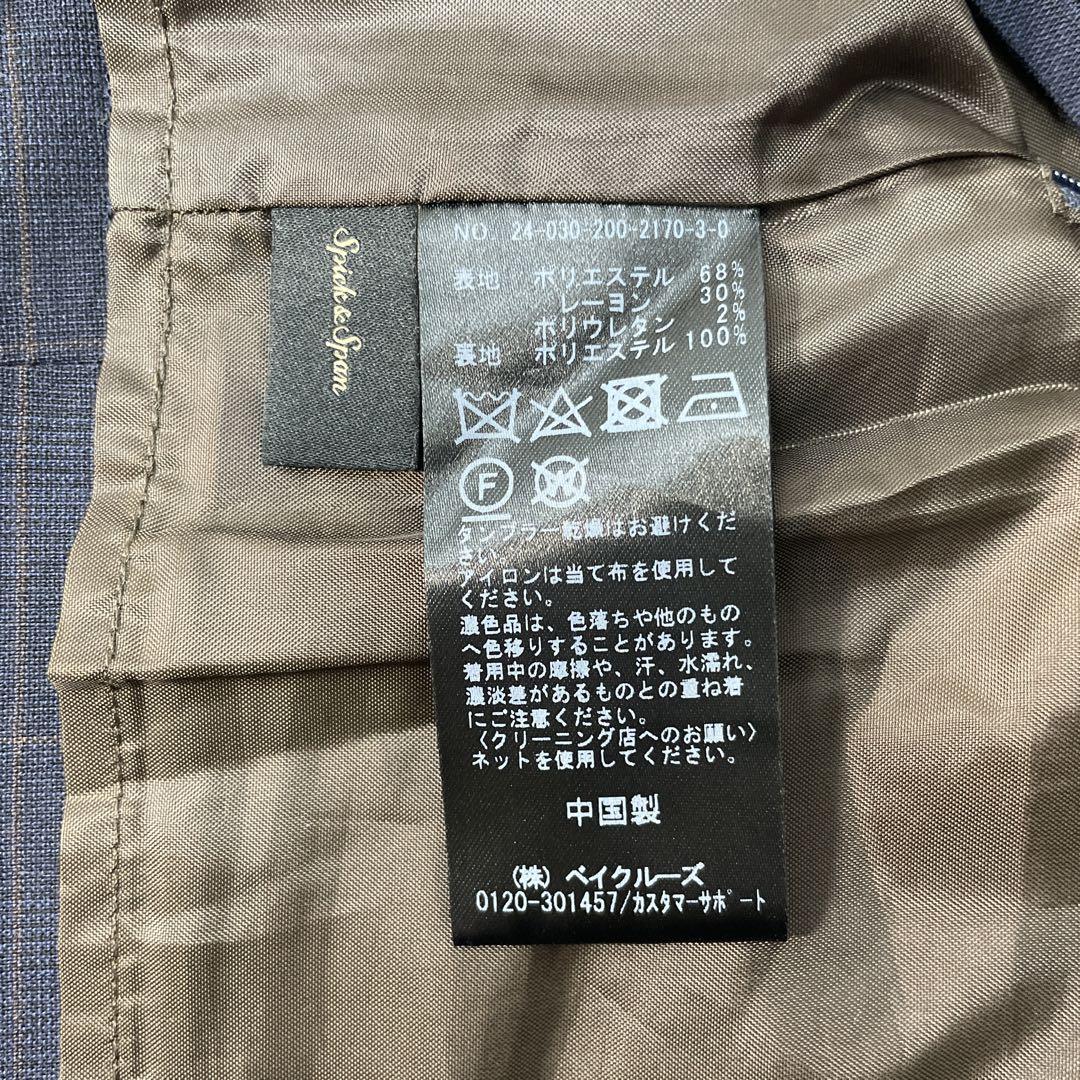 Spick & Span
NO. 24-030-200-2170-3-0
表地 ポリエステル 68%
レーヨン 30%
ポリウレタン 2%
裏地 ポリエステル 100%
F
W
タンブラー乾燥はお避けくだ
さい。
アイロンは当て布を使用して
ください。
濃色品は、色落ちや他のもの
へ色移りすることがあります。
着用中の摩擦や、汗、水濡れ、
濃淡差があるものとの重ね着
にご注意ください。
〈クリーニング店へのお願い〉
ネットを使用してください。
中国製
(株) ベイクルーズ
0120-301457/カスタマーサポート